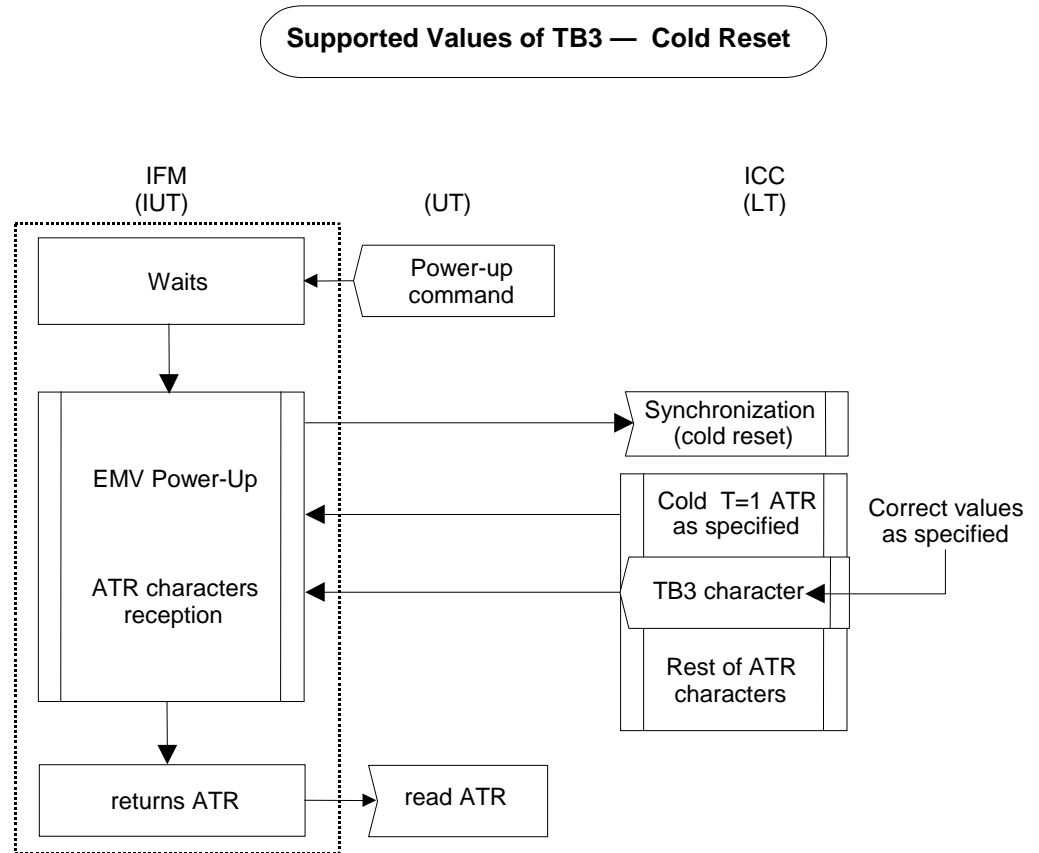 Supported Values of TB3 — Cold Reset
IFM
(IUT)
(UT)
ICC
(LT)
Waits
Power-up
command
Synchronization
(cold reset)
EMV Power-Up
Cold T=1 ATR
as specified
Correct values
as specified
ATR characters
reception
TB3 character
Rest of ATR
characters
returns ATR
read ATR